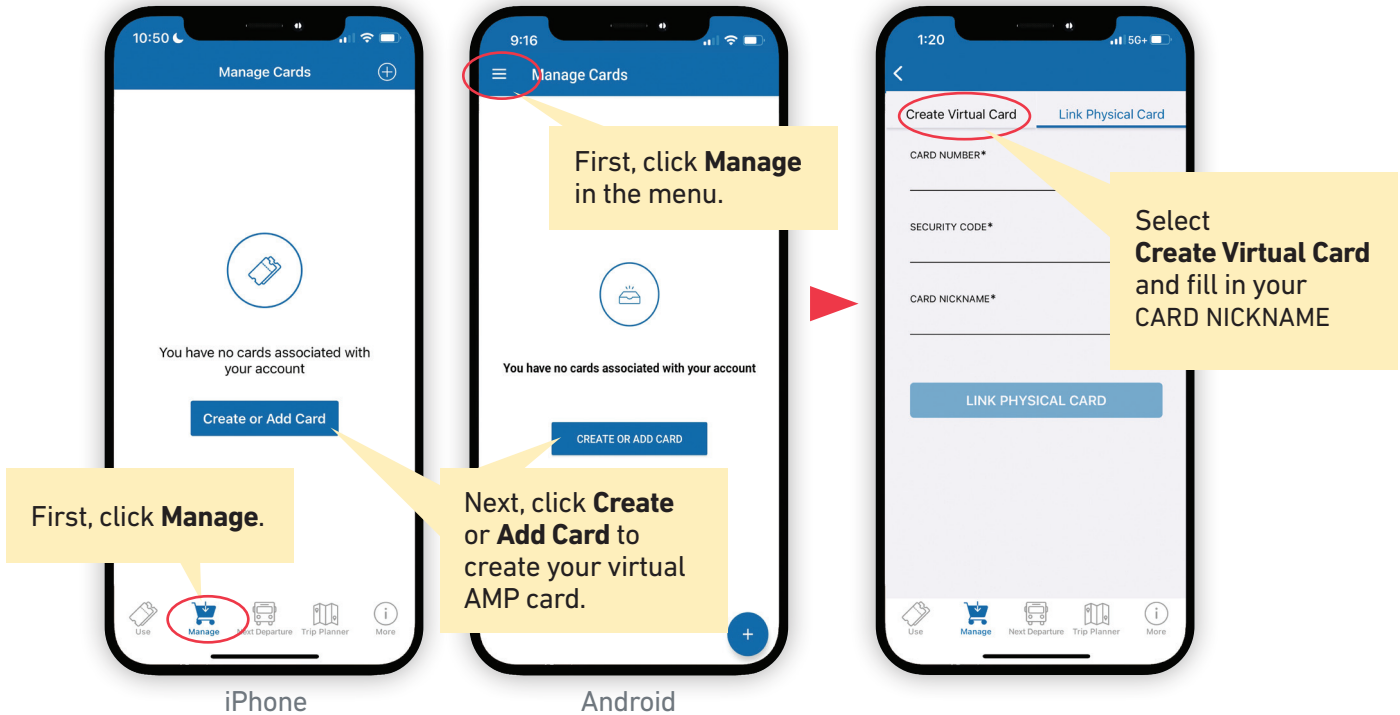 10:50
Manage Cards
You have no cards associated with
your account
Create or Add Card
First, click Manage.
Use
Manage
Next Departure
Trip Planner
More
iPhone
9:16
Manage Cards
First, click Manage
in the menu.
You have no cards associated with your account
CREATE OR ADD CARD
Next, click Create
or Add Card to
create your virtual
AMP card.
+
Android
1:20
5G+
Create Virtual Card
Link Physical Card
CARD NUMBER*
SECURITY CODE*
CARD NICKNAME*
Select
Create Virtual Card
and fill in your
CARD NICKNAME
LINK PHYSICAL CARD
Use
Manage
Next Departure
Trip Planner
More